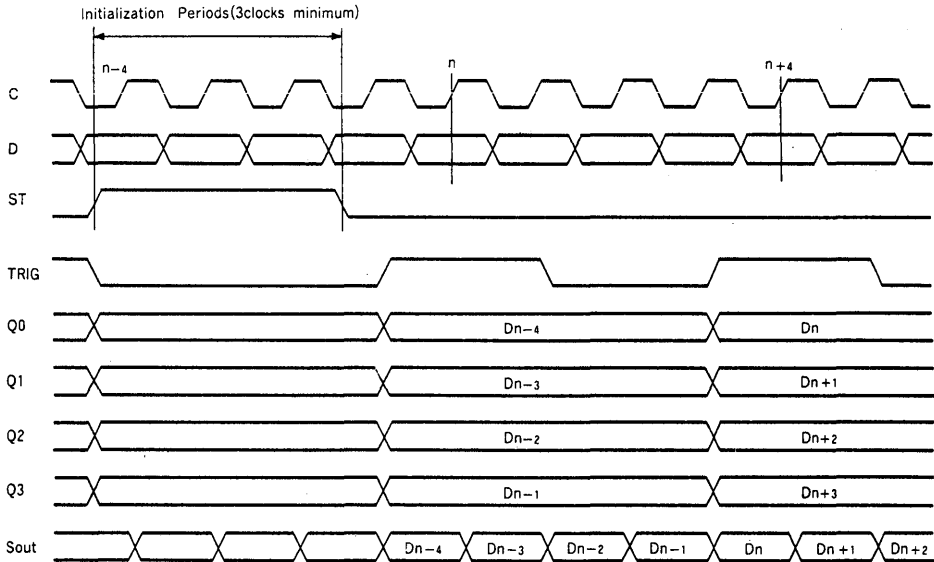 Initialization Periods(3clocks minimum)
n-4 n n+4
C
D
ST
TRIG
Q0 Dn-4 Dn
Q1 Dn-3 Dn+1
Q2 Dn-2 Dn+2
Q3 Dn-1 Dn+3
Sout Dn-4 Dn-3 Dn-2 Dn-1 Dn Dn+1 Dn+2